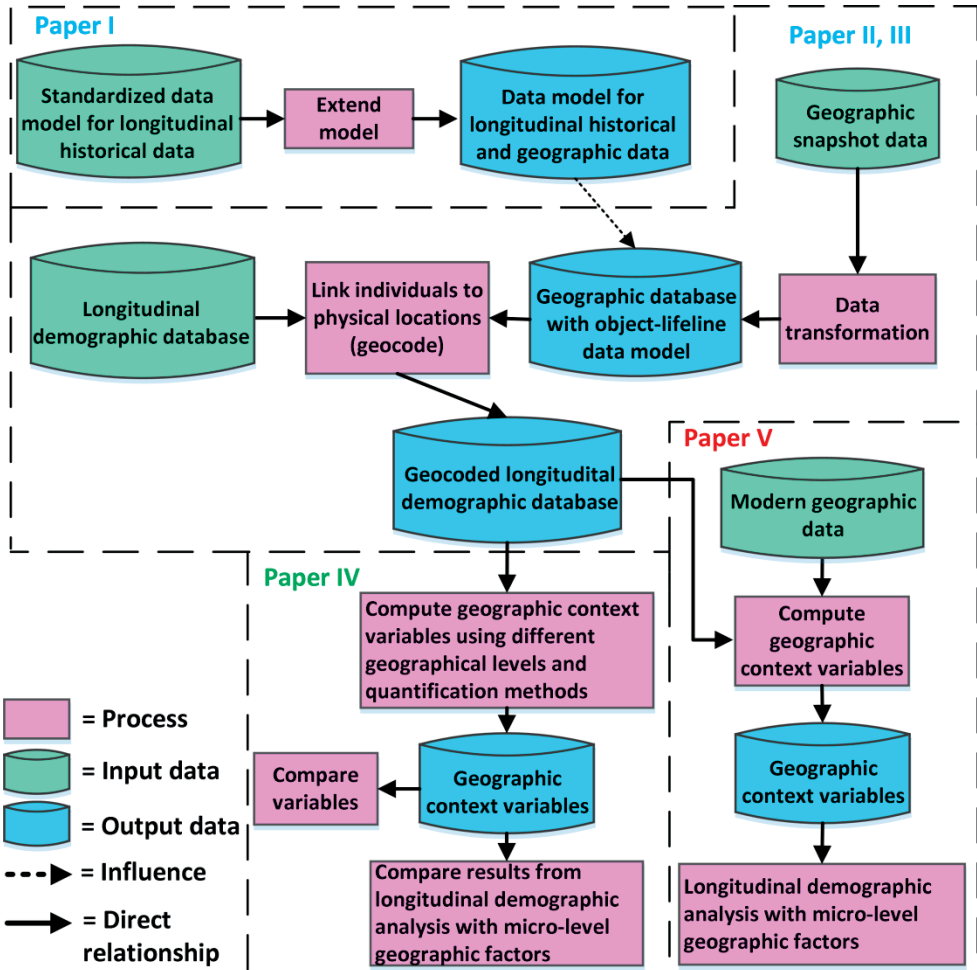 Paper I
Standardized data
model for longitudinal
historical data
Extend
model
Data model for
longitudinal historical
and geographic data
Paper II, III
Geographic
snapshot data
Longitudinal
demographic
database
Link individuals to
physical locations
(geocode)
Geographic database
with object-lifeline
data model
Data
transformation
Geocoded longitudital
demographic
database
Paper V
Modern geographic
data
Compute
geographic
context variables
Geographic
context variables
Longitudinal demographic
analysis with micro-level
geographic factors
Paper IV
Compute geographic context
variables using different
geographical levels and
quantification methods
Geographic
context variables
Compare
variables
Compare results from
longitudinal demographic
analysis with micro-level
geographic factors
= Process
= Input data
= Output data
= Influence
= Direct
relationship